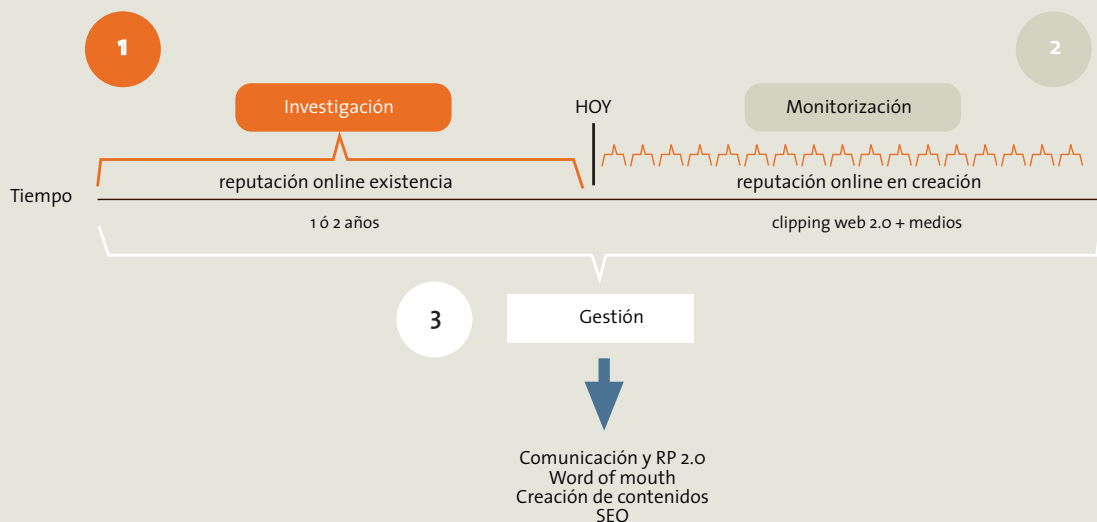 1
2
Investigación
HOY
Monitorización
reputación online existencia
reputación online en creación
Tiempo
1 ó 2 años
clipping web 2.0 + medios
3
Gestión
Comunicación y RP 2.0
Word of mouth
Creación de contenidos
SEO